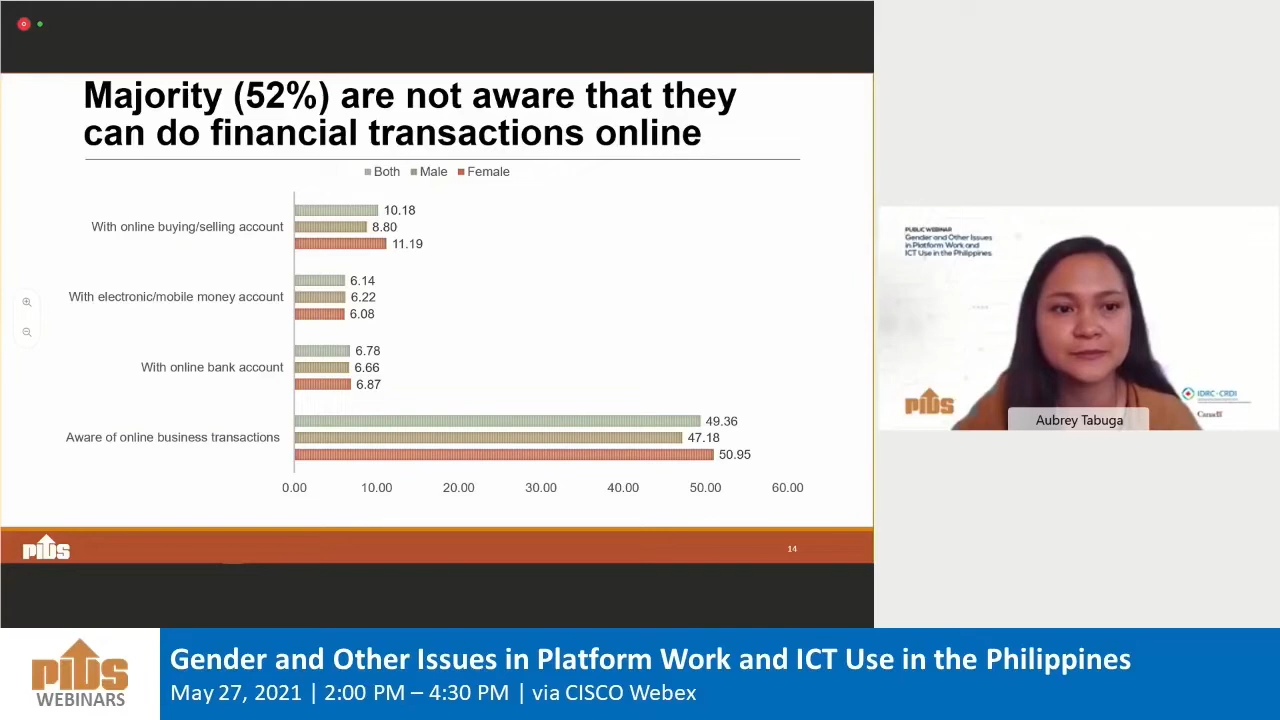 Majority (52%) are not aware that they
can do financial transactions online
Both Male Female
With online buying/selling account
10.18
8.80
11.19
With electronic/mobile money account
6.14
6.22
6.08
With online bank account
6.78
6.66
6.87
Aware of online business transactions
49.36
47.18
50.95
0.00 10.00 20.00 30.00 40.00 50.00 60.00
PIDS
14
PUBLIC WEBINAR
Gender and Other Issues
in Platform Work and
ICT Use in the Philippines
PIDS
IDRC · CRDI
Canada
Aubrey Tabuga
PIDS
WEBINARS
Gender and Other Issues in Platform Work and ICT Use in the Philippines
May 27, 2021 | 2:00 PM – 4:30 PM | via CISCO Webex